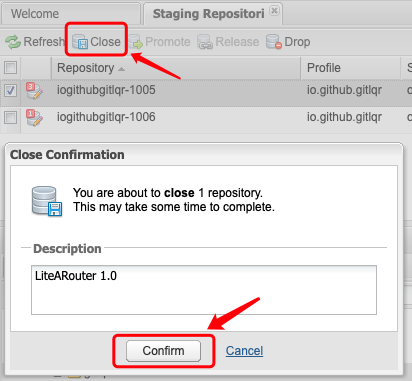 Welcome
Staging Repositori
Refresh Close Promote Release Drop
Repository Profile
iogithubgitlqr-1005 io.github.gitlqr
iogithubgitlqr-1006 io.github.gitlqr
Close Confirmation
You are about to close 1 repository.
This may take some time to complete.
Description
LiteARouter 1.0
Confirm Cancel